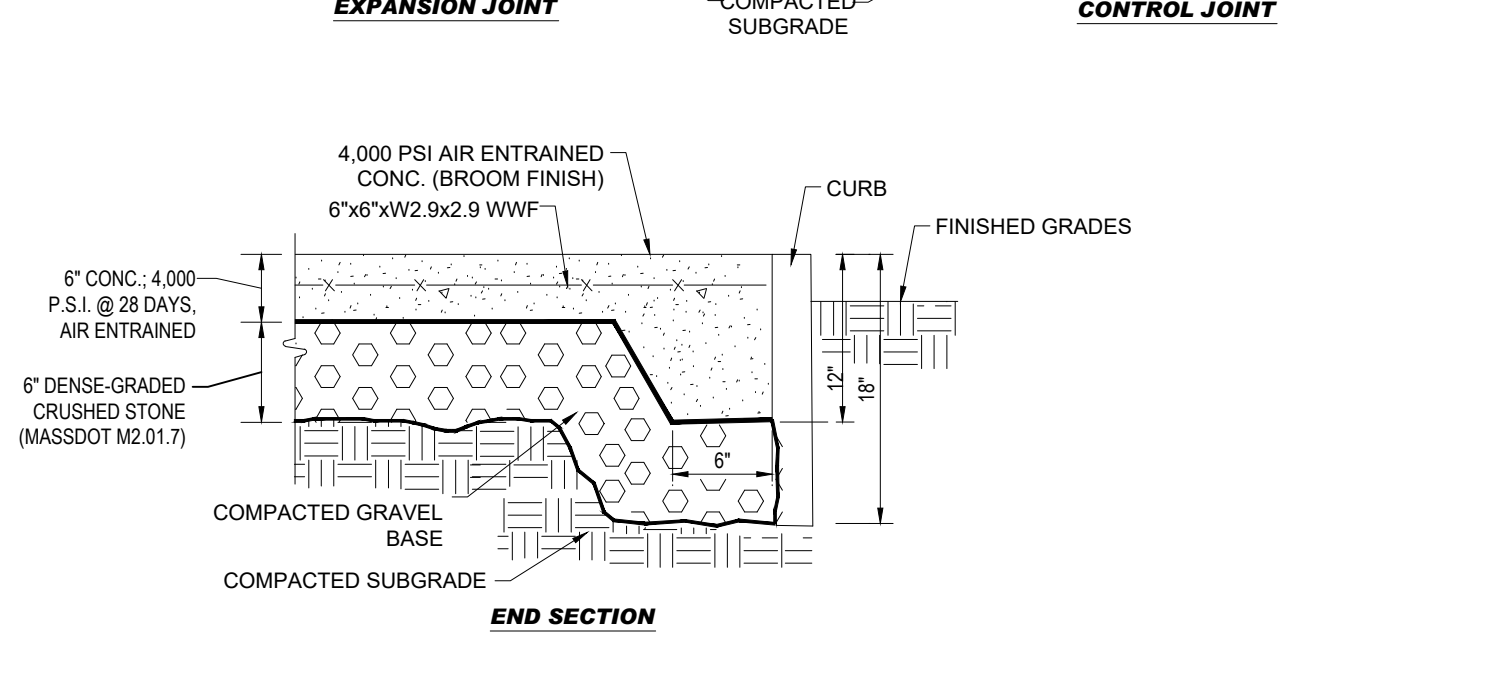 EXPANSION JOINT
COMPACTED
SUBGRADE
CONTROL JOINT
4,000 PSI AIR ENTRAINED
CONC. (BROOM FINISH)
6"x6"xW2.9x2.9 WWF
CURB
FINISHED GRADES
6" CONC.; 4,000
P.S.I. @ 28 DAYS,
AIR ENTRAINED
6" DENSE-GRADED
CRUSHED STONE
(MASSDOT M2.01.7)
12"
18"
6"
COMPACTED GRAVEL
BASE
COMPACTED SUBGRADE
END SECTION